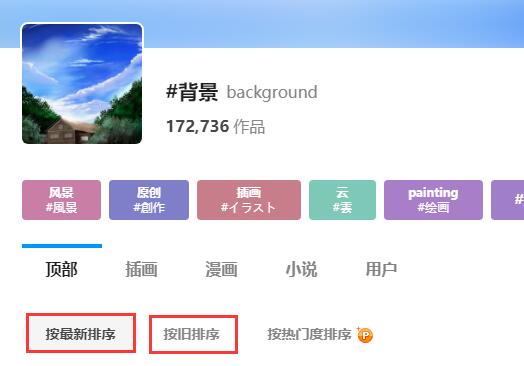 #背景 background
172,736 作品
风景 原创 插画 云 painting
#風景 #創作 #イラスト #雲 #绘画 #
顶部 插画 漫画 小说 用户
按最新排序 按旧排序 按热门度排序 P